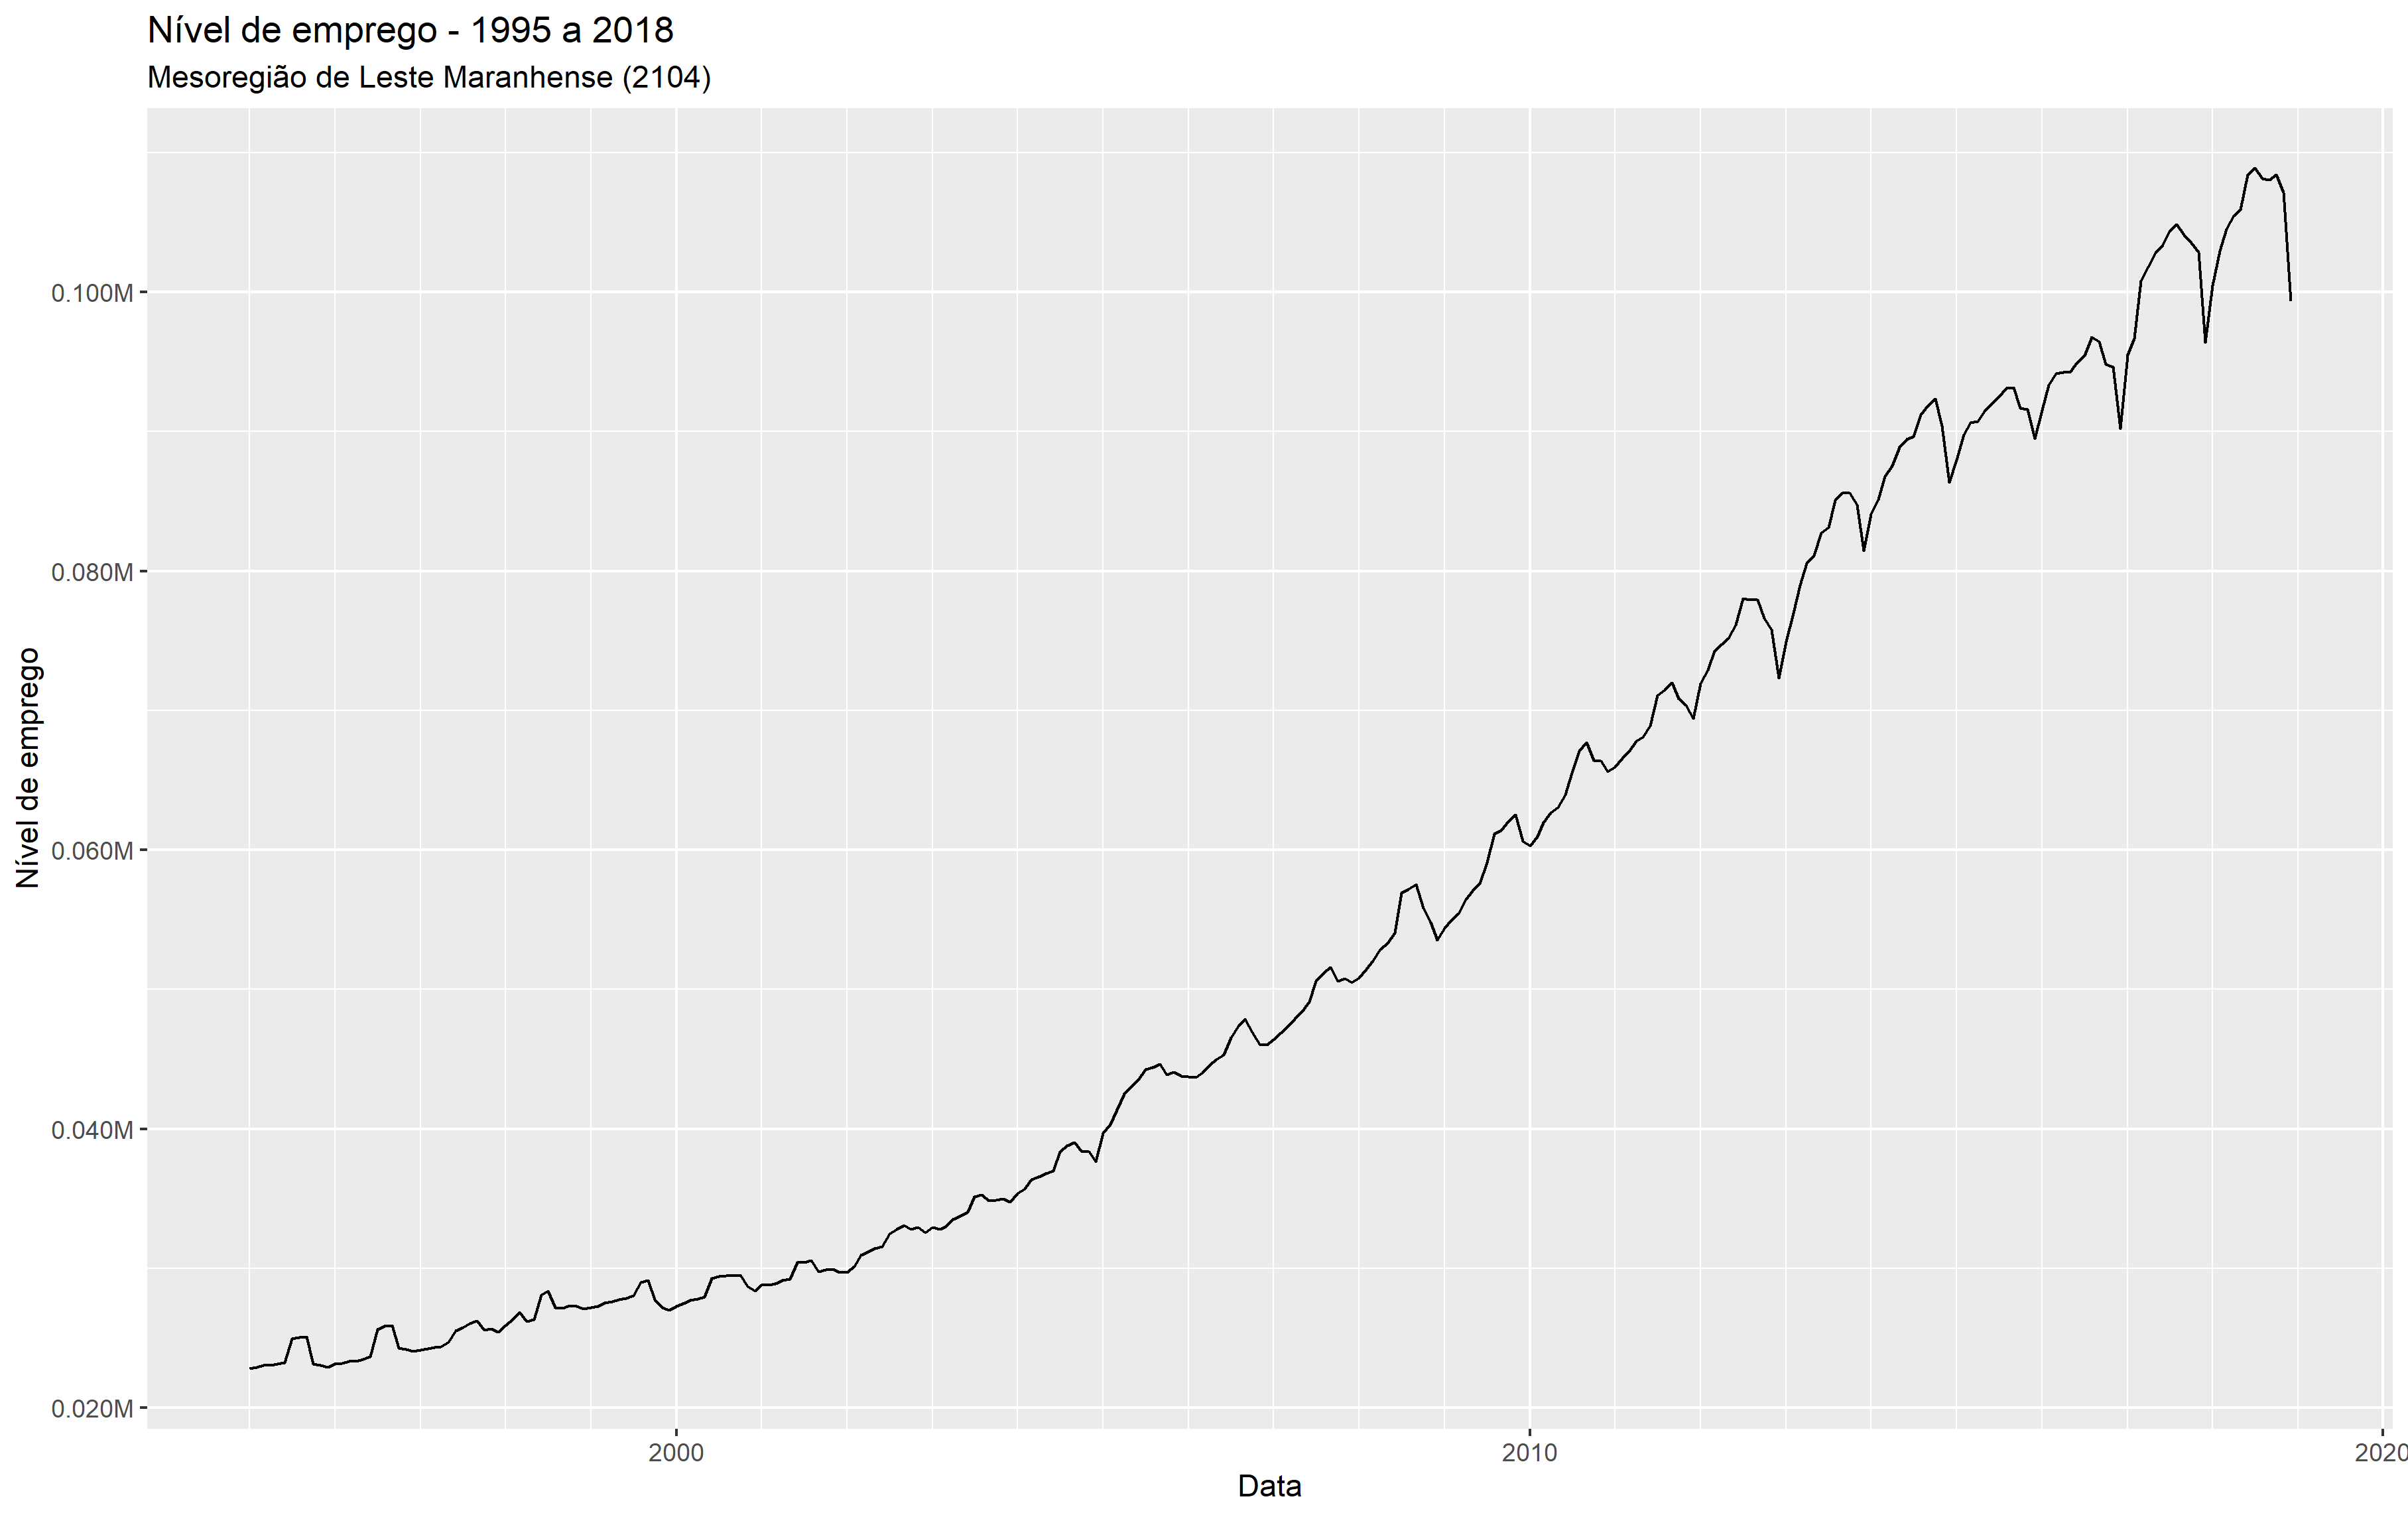 Nível de emprego - 1995 a 2018
Mesoregião de Leste Maranhense (2104)
Nível de emprego
0.100M
0.080M
0.060M
0.040M
0.020M
2000
2010
2020
Data